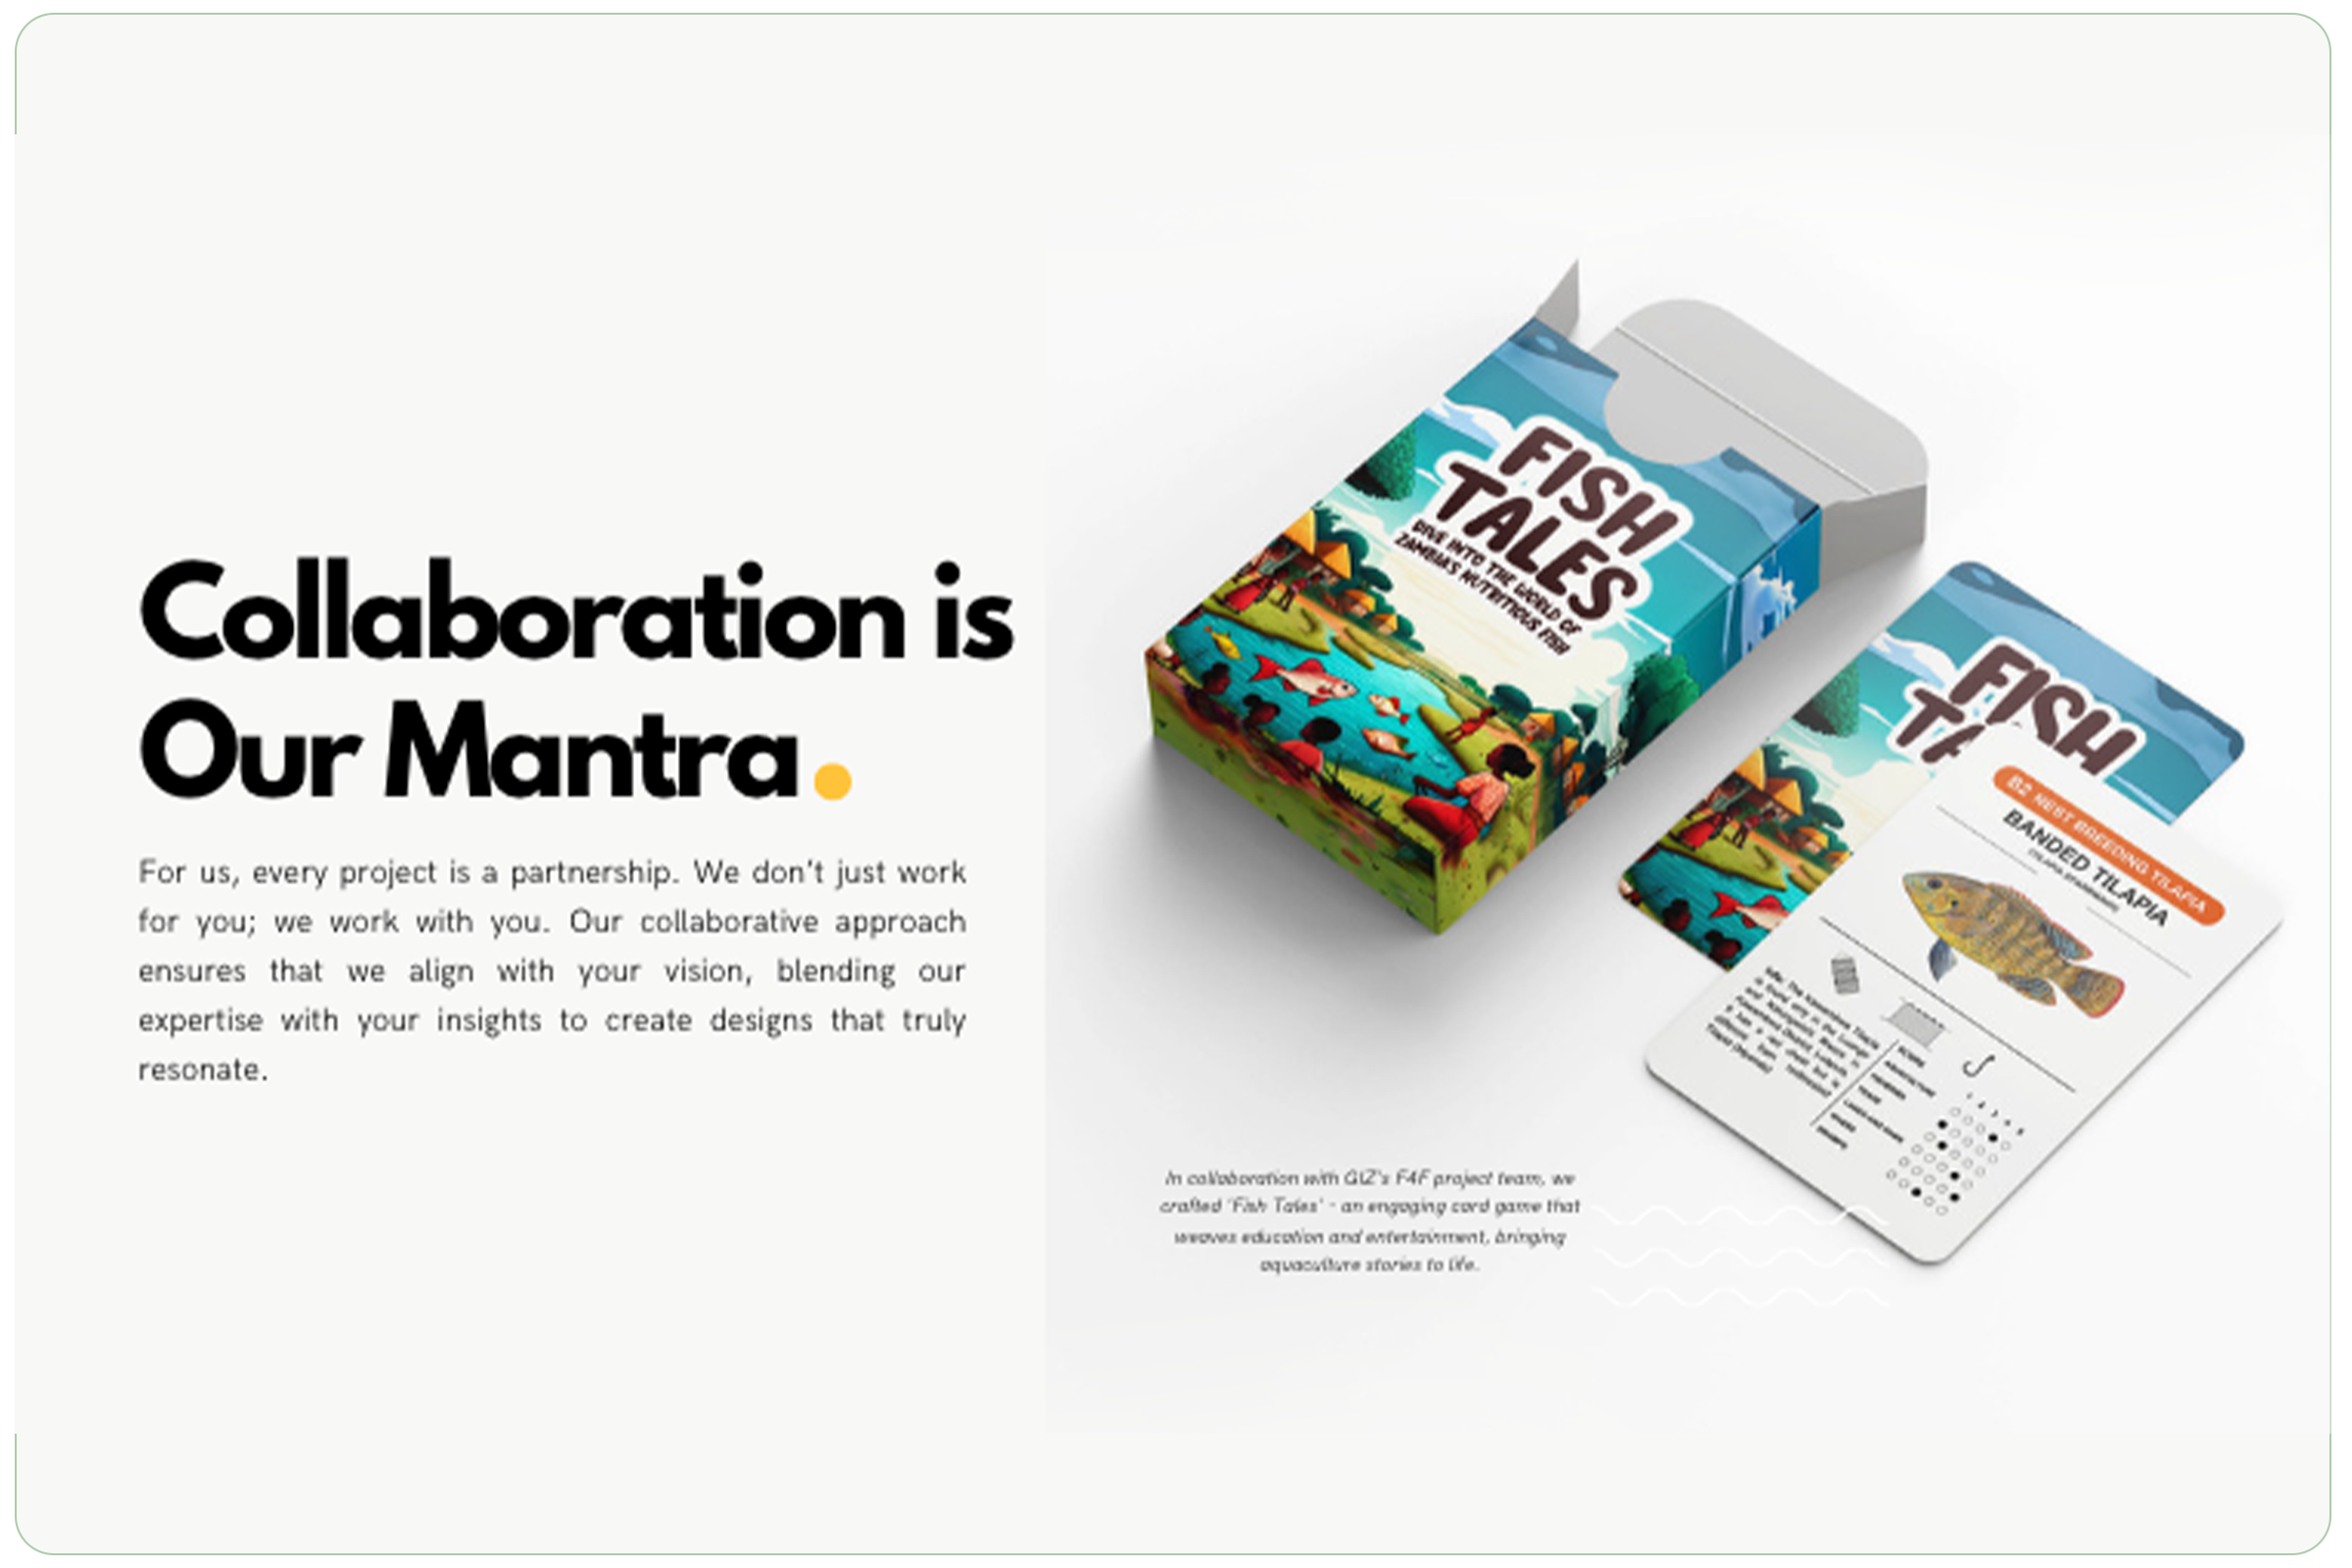 Collaboration is
Our Mantra.
For us, every project is a partnership. We don't just work
for you; we work with you. Our collaborative approach
ensures that we align with your vision, blending our
expertise with your insights to create designs that truly
resonate.
FISH
TALES
DIVE INTO THE WORLD OF
ZAMBIA'S NUTRITIOUS FISH
FISH
TA
B2 NEST BREEDING TILAPIA
BANDED TILAPIA
In collaboration with GIZ's F4F project team, we
crafted 'Fish Tales' - an engaging card game that
weaves education and entertainment, bringing
aquaculture stories to life.